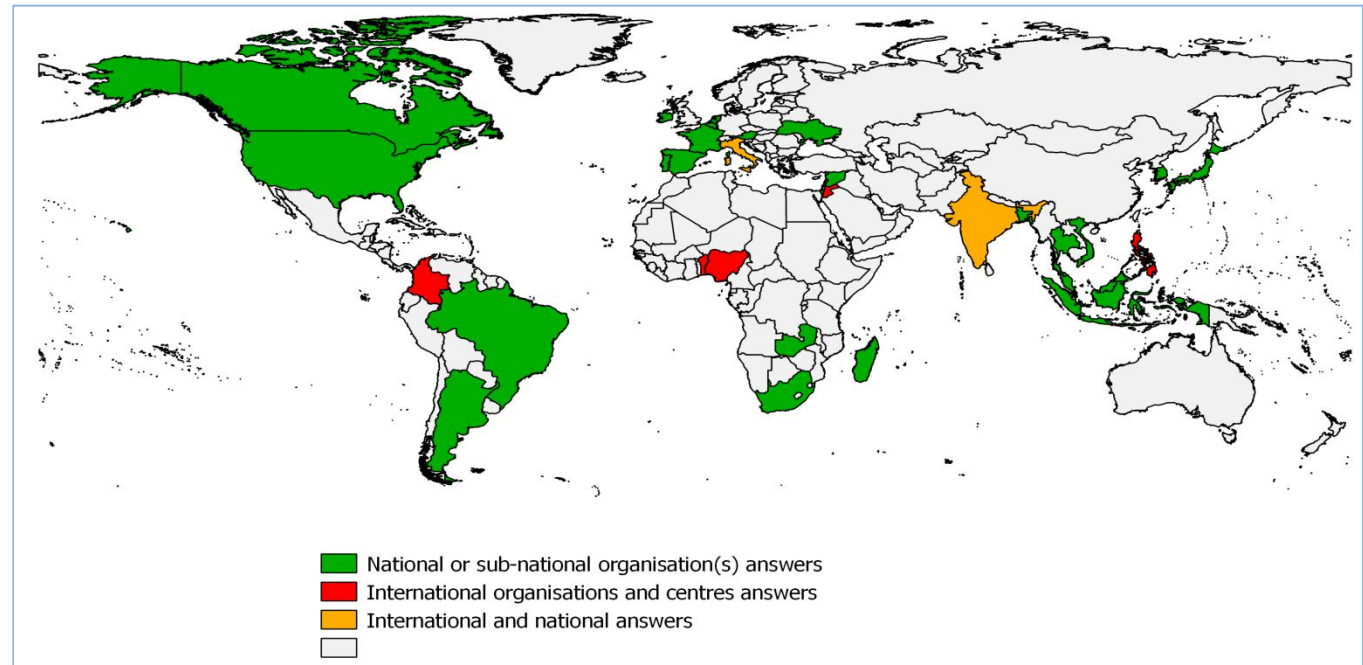 National or sub-national organisation(s) answers
International organisations and centres answers
International and national answers